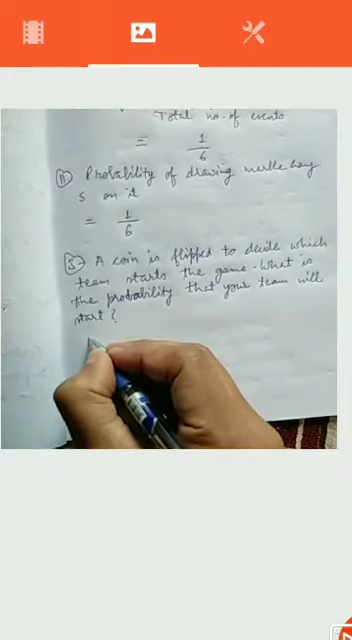 Total no. of events
= 1/6
(11) Probability of drawing marble having
5 on it
= 1/6
3- A coin is flipped to decide which
team starts the game. What is
the probability that your team will
start?